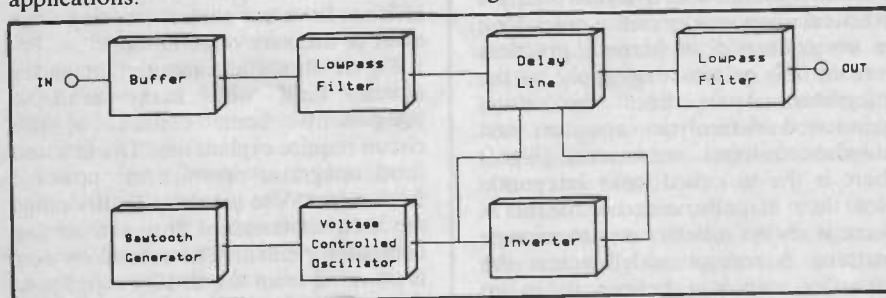 applications.
IN
Buffer
Lowpass
Filter
Delay
Line
Lowpass
Filter
OUT
Sawtooth
Generator
Voltage
Controlled
Oscillator
Inverter